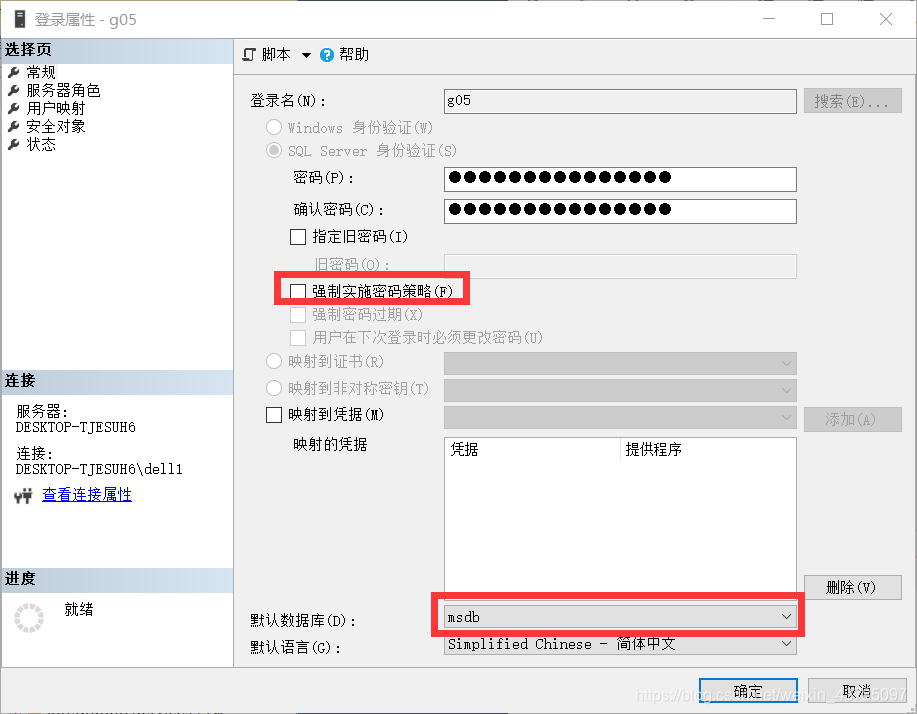 登录属性 - g05
选择页
常规
服务器角色
用户映射
安全对象
状态
连接
服务器:
DESKTOP-TJESUH6
连接:
DESKTOP-TJESUH6\dell1
查看连接属性
进度
就绪
脚本 帮助
登录名(N): g05 搜索(E)...
Windows 身份验证(W)
SQL Server 身份验证(S)
密码(P): ●●●●●●●●●●●●●●●
确认密码(C): ●●●●●●●●●●●●●●●
指定旧密码(I)
旧密码(O):
强制实施密码策略(F)
强制密码过期(X)
用户在下次登录时必须更改密码(U)
映射到证书(R)
映射到非对称密钥(T)
映射到凭据(M) 添加(A)
映射的凭据 凭据 提供程序
删除(V)
默认数据库(D): msdb
默认语言(G): Simplified Chinese - 简体中文
确定 取消